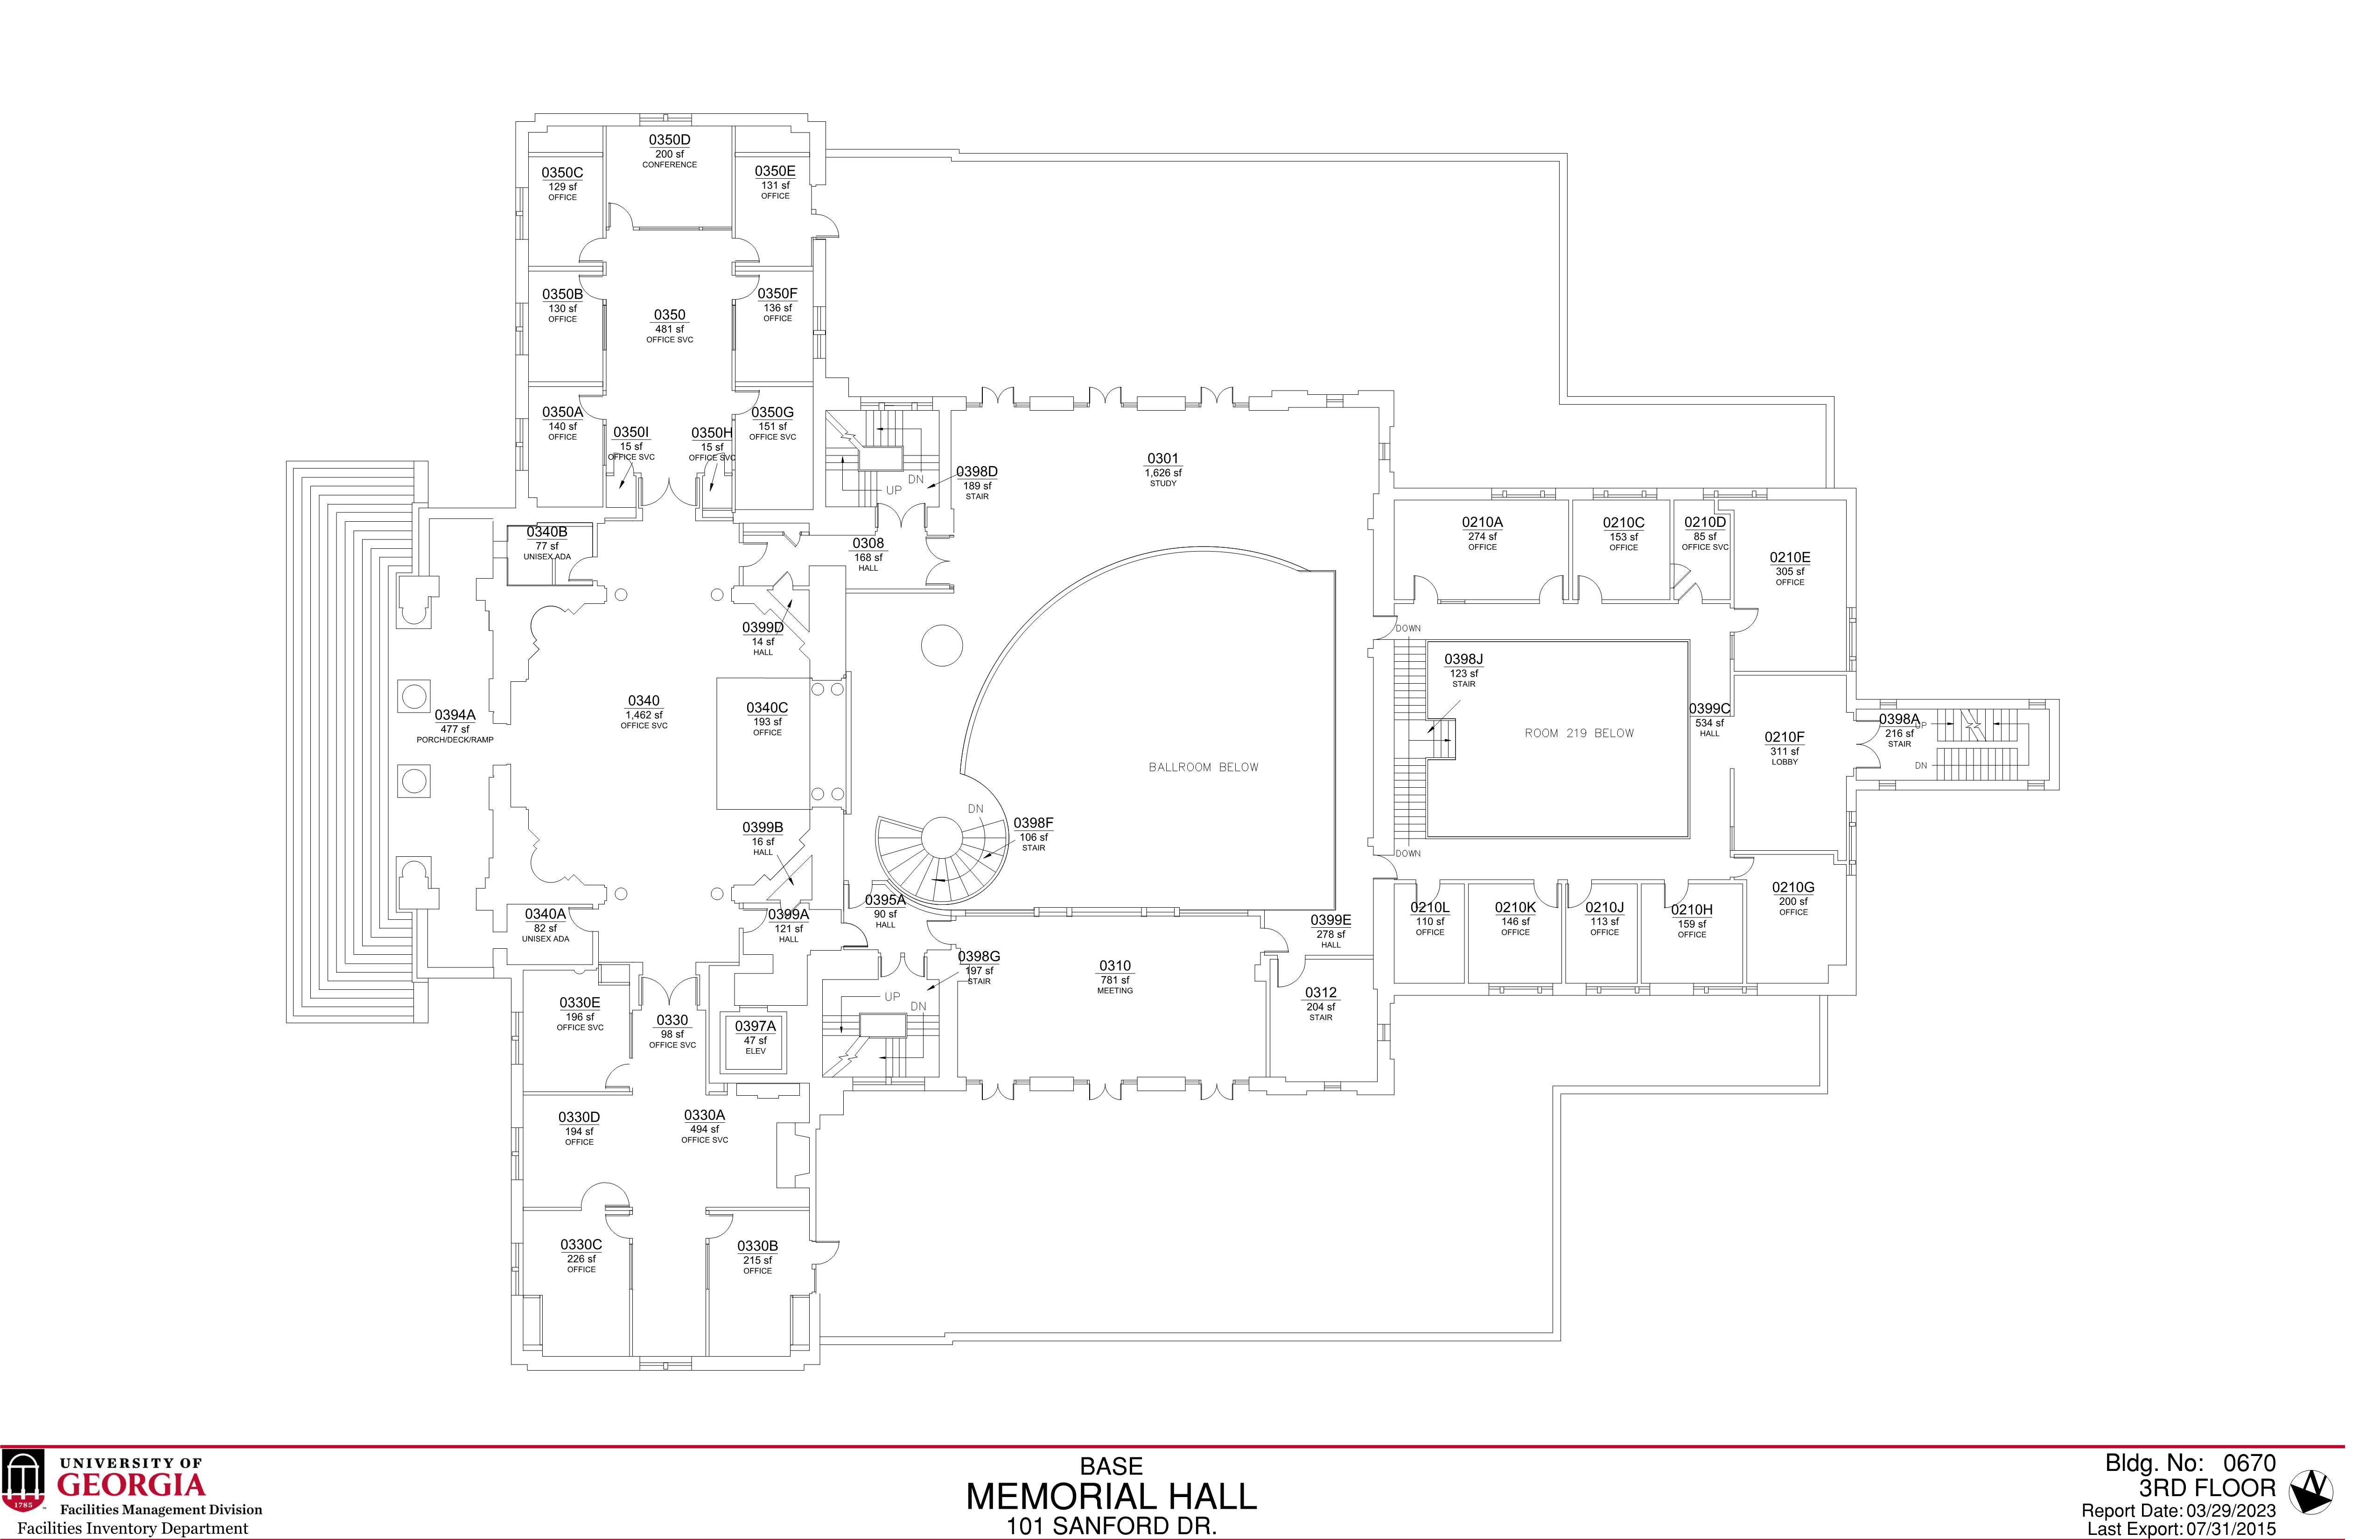 0350D
200 sf
CONFERENCE
0350C
129 sf
OFFICE
0350E
131 sf
OFFICE
0350B
130 sf
OFFICE
0350
481 sf
OFFICE SVC
0350F
136 sf
OFFICE
0350A
140 sf
OFFICE
0350I
15 sf
OFFICE SVC
0350H
15 sf
OFFICE SVC
0350G
151 sf
OFFICE SVC
DN
UP
0398D
189 sf
STAIR
0301
1,626 sf
STUDY
0340B
77 sf
UNISEX ADA
0308
168 sf
HALL
0210A
274 sf
OFFICE
0210C
153 sf
OFFICE
0210D
85 sf
OFFICE SVC
0210E
305 sf
OFFICE
0399D
14 sf
HALL
DOWN
0398J
123 sf
STAIR
0394A
477 sf
PORCH/DECK/RAMP
0340
1,462 sf
OFFICE SVC
0340C
193 sf
OFFICE
BALLROOM BELOW
ROOM 219 BELOW
0399C
534 sf
HALL
0210F
311 sf
LOBBY
0398A
216 sf
STAIR
UP
DN
0399B
16 sf
HALL
DN
0398F
106 sf
STAIR
DOWN
0340A
82 sf
UNISEX ADA
0399A
121 sf
HALL
0395A
90 sf
HALL
0399E
278 sf
HALL
0210L
110 sf
OFFICE
0210K
146 sf
OFFICE
0210J
113 sf
OFFICE
0210H
159 sf
OFFICE
0210G
200 sf
OFFICE
0330E
196 sf
OFFICE SVC
0330
98 sf
OFFICE SVC
0397A
47 sf
ELEV
UP
DN
0398G
197 sf
STAIR
0310
781 sf
MEETING
0312
204 sf
STAIR
0330D
194 sf
OFFICE
0330A
494 sf
OFFICE SVC
0330C
226 sf
OFFICE
0330B
215 sf
OFFICE
1785
UNIVERSITY OF
GEORGIA
Facilities Management Division
Facilities Inventory Department
BASE
MEMORIAL HALL
101 SANFORD DR.
Bldg. No: 0670
3RD FLOOR
Report Date: 03/29/2023
Last Export: 07/31/2015
N